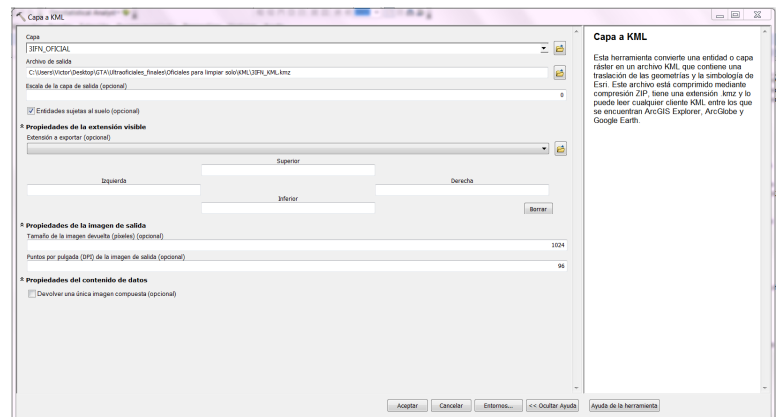 Capa a KML
Capa
3IFN_OFICIAL
Archivo de salida
C:\Users\Victor\Desktop\GTA\Ultraoficiales_finales\Oficiales para limpiar solo\KML\3IFN_KML.kmz
Escala de la capa de salida (opcional)
0
Entidades sujetas al suelo (opcional)
Propiedades de la extensión visible
Extensión a exportar (opcional)
Superior
Izquierda
Derecha
Inferior
Borrar
Propiedades de la imagen de salida
Tamaño de la imagen devuelta (píxeles) (opcional)
1024
Puntos por pulgada (DPI) de la imagen de salida (opcional)
96
Propiedades del contenido de datos
Devolver una única imagen compuesta (opcional)
Aceptar
Cancelar
Entornos...
<< Ocultar Ayuda
Capa a KML
Esta herramienta convierte una entidad o capa
ráster en un archivo KML que contiene una
traslación de las geometrías y la simbología de
Esri. Este archivo está comprimido mediante
compresión ZIP, tiene una extensión .kmz y lo
puede leer cualquier cliente KML entre los que
se encuentran ArcGIS Explorer, ArcGlobe y
Google Earth.
Ayuda de la herramienta